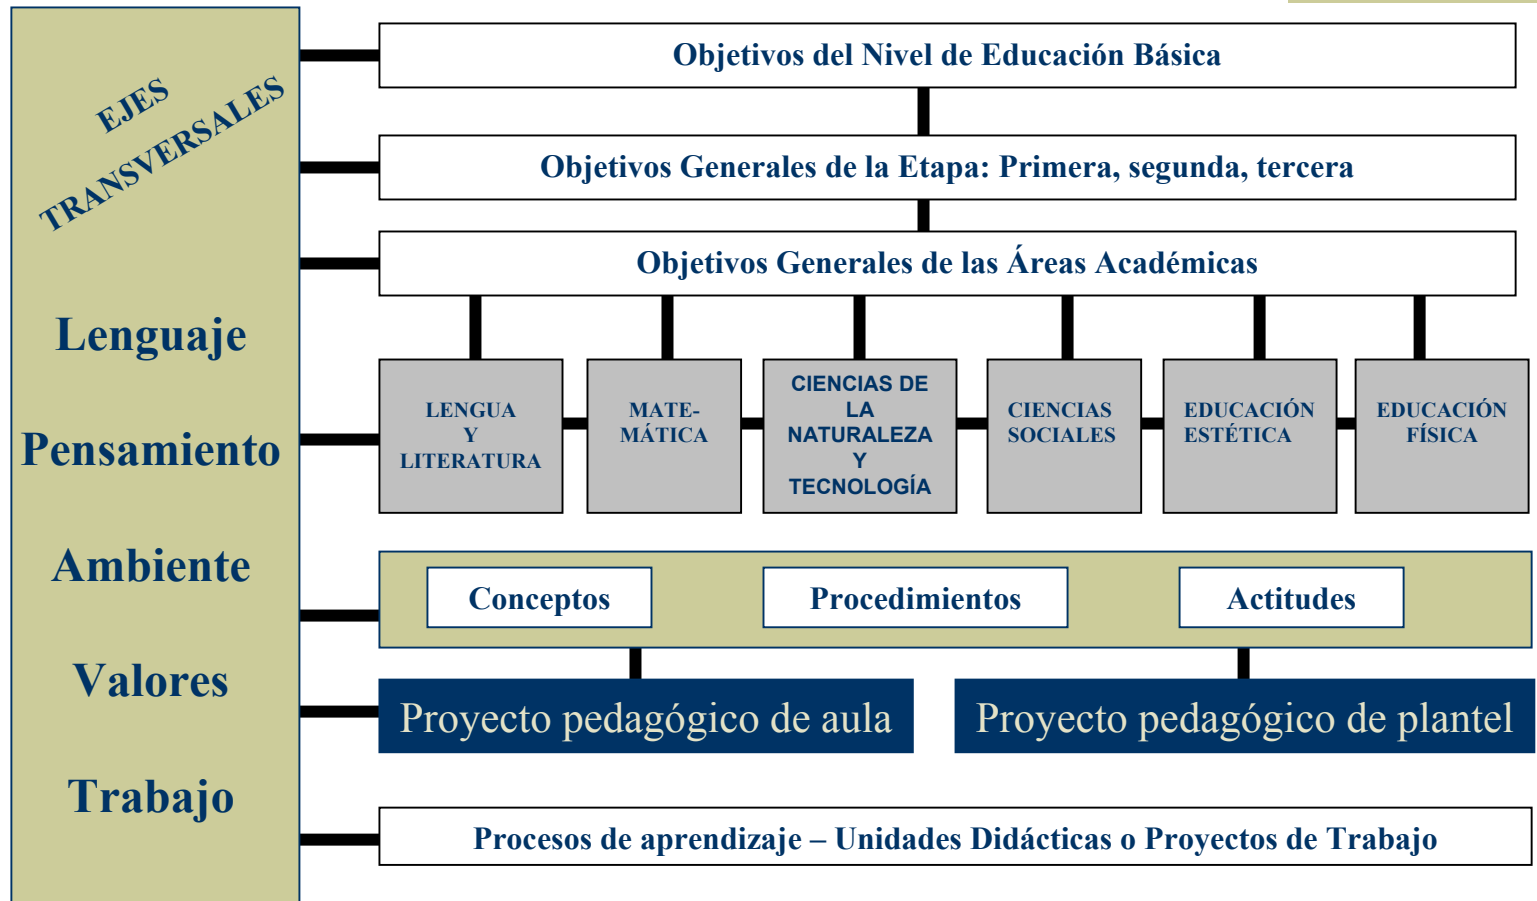 EJES
TRANSVERSALES
Lenguaje
Pensamiento
Ambiente
Valores
Trabajo
Objetivos del Nivel de Educación Básica
Objetivos Generales de la Etapa: Primera, segunda, tercera
Objetivos Generales de las Áreas Académicas
LENGUA
Y
LITERATURA
MATE-
MÁTICA
CIENCIAS DE
LA
NATURALEZA
Y
TECNOLOGÍA
CIENCIAS
SOCIALES
EDUCACIÓN
ESTÉTICA
EDUCACIÓN
FÍSICA
Conceptos
Procedimientos
Actitudes
Proyecto pedagógico de aula
Proyecto pedagógico de plantel
Procesos de aprendizaje – Unidades Didácticas o Proyectos de Trabajo